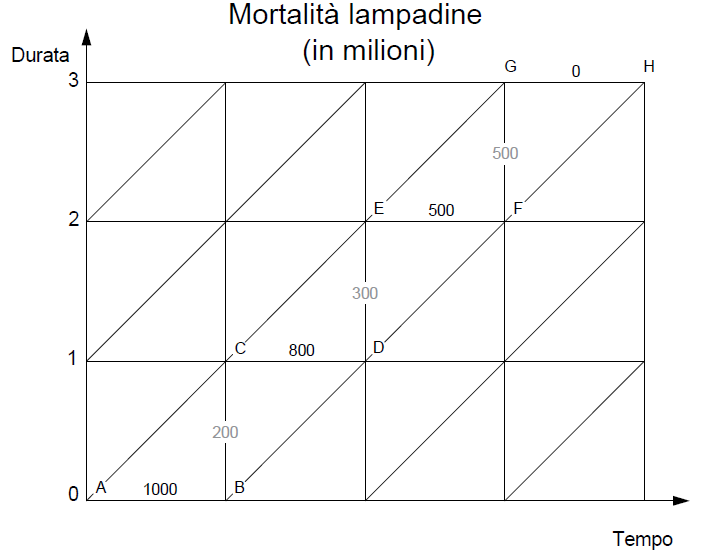 Mortalità lampadine
(in milioni)
Durata
3
G
0
H
500
2
E
500
F
300
1
C
800
D
200
0
A
1000
B
Tempo